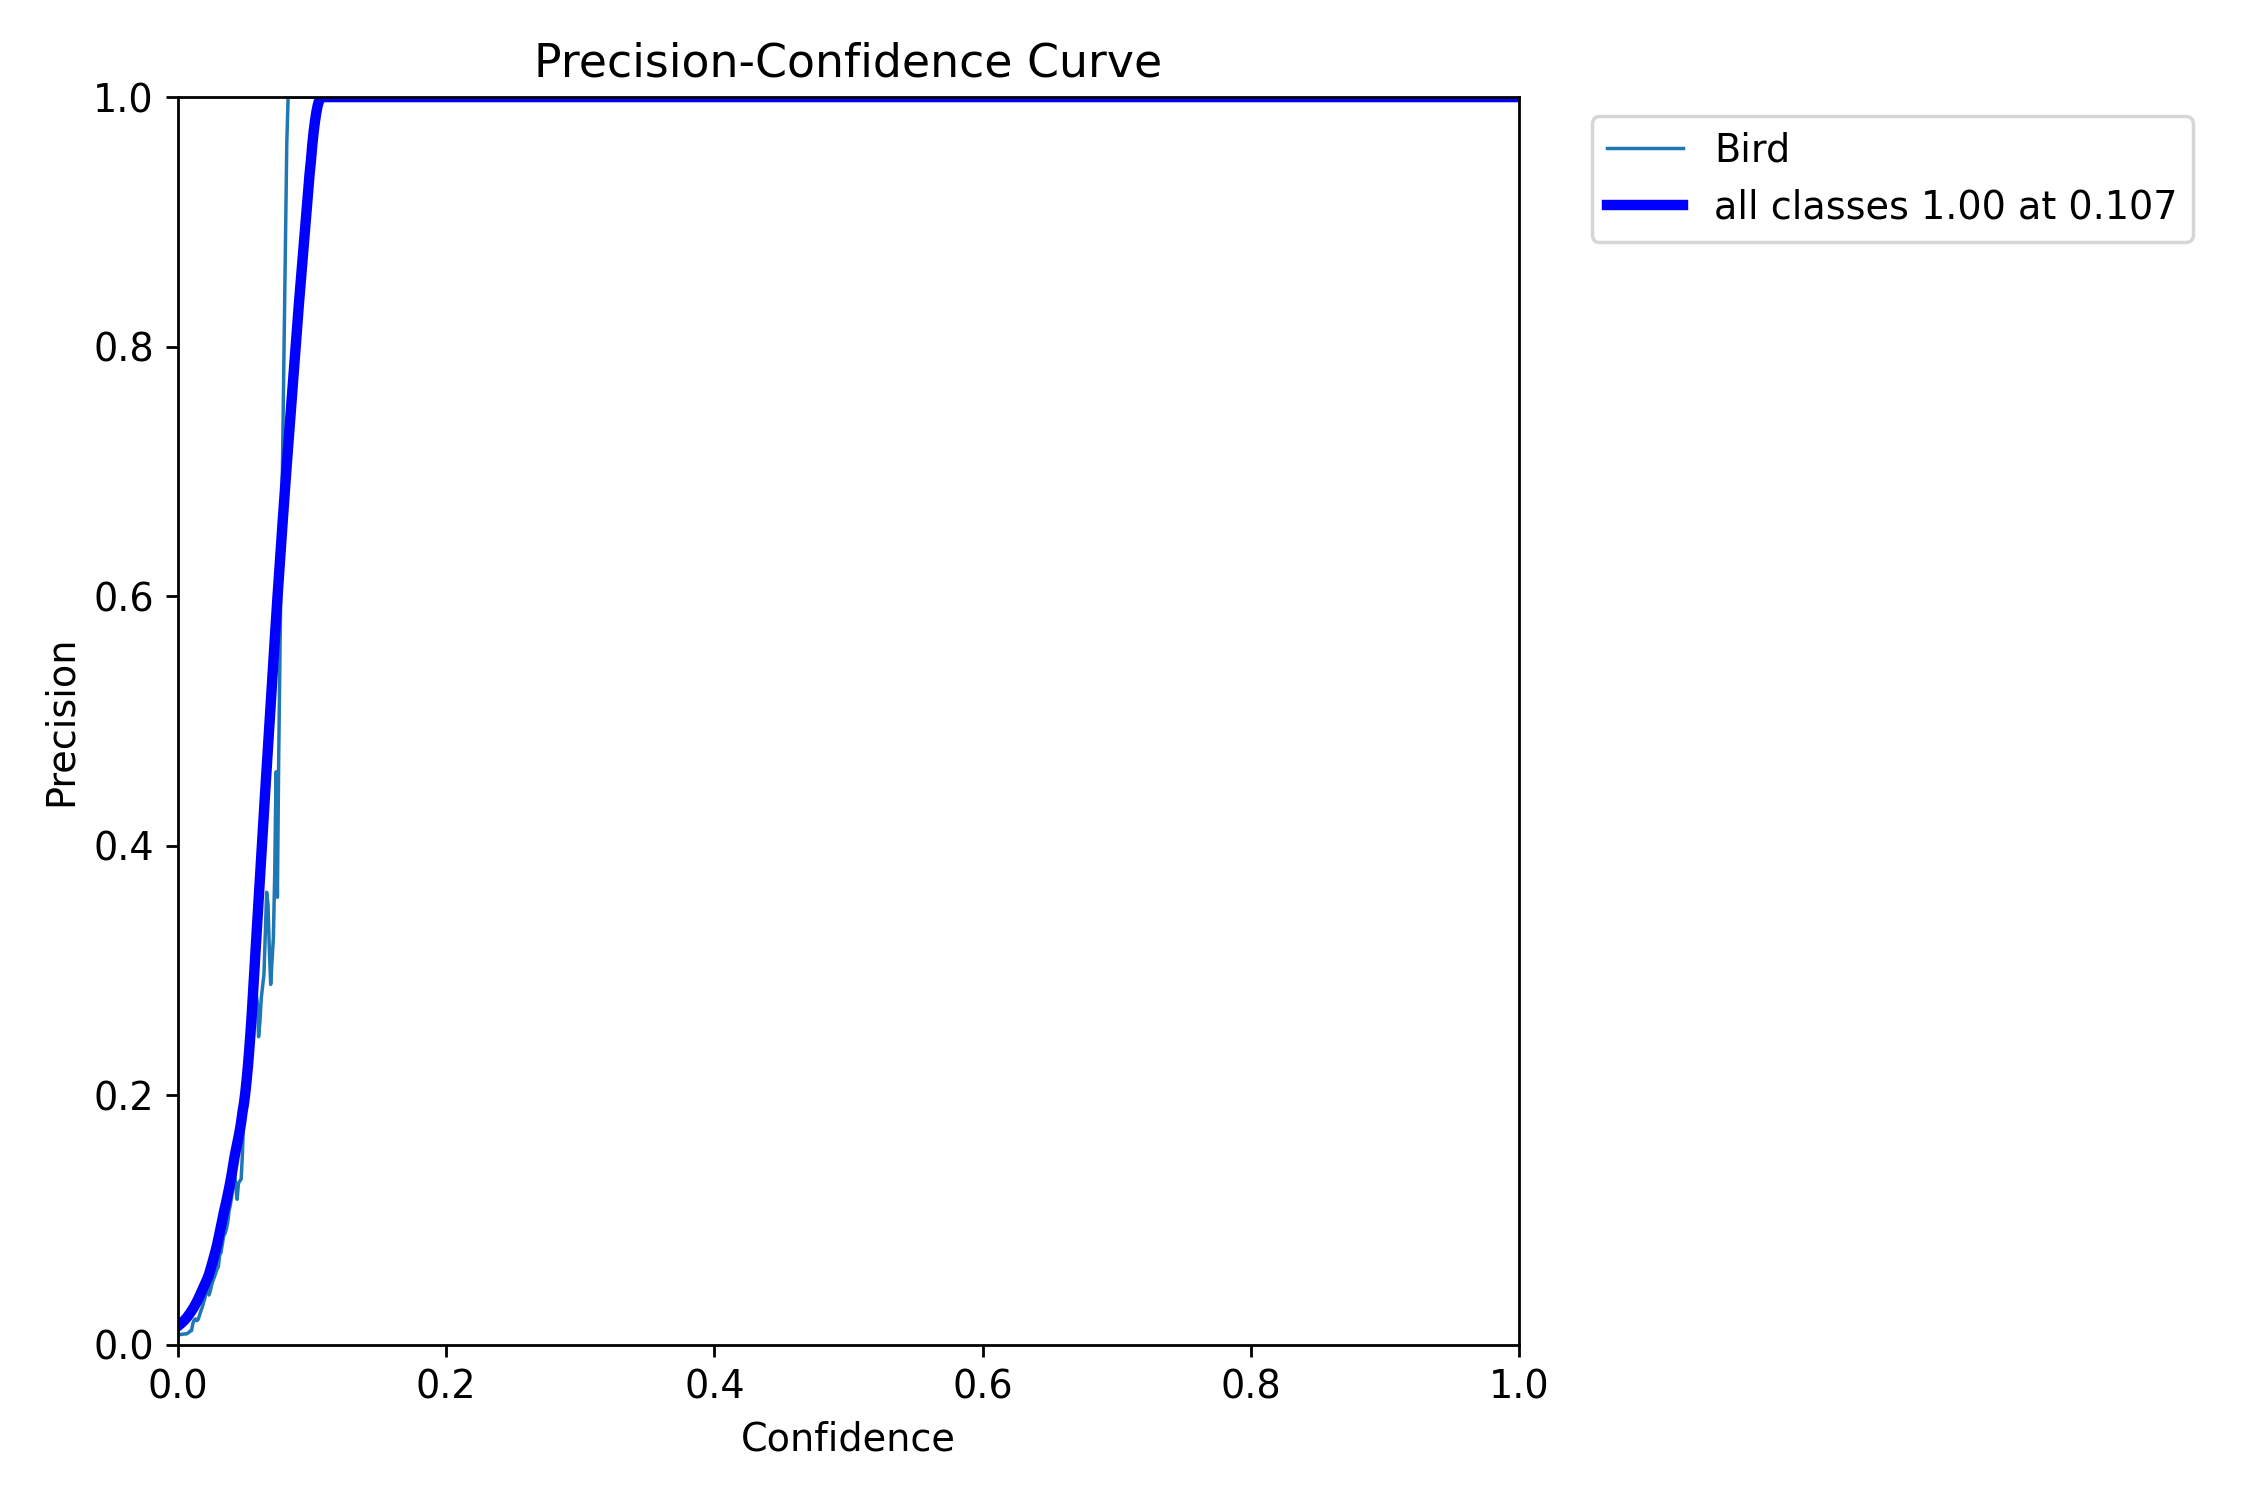 Precision-Confidence Curve
Bird
all classes 1.00 at 0.107
Precision
1.0
0.8
0.6
0.4
0.2
0.0
0.0 0.2 0.4 0.6 0.8 1.0
Confidence